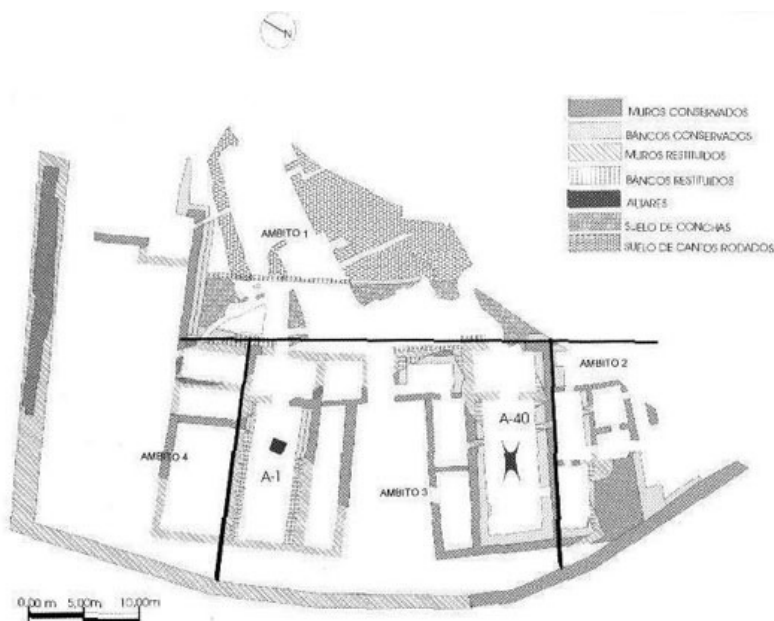 N
MUROS CONSERVADOS
BANCOS CONSERVADOS
MUROS RESTITUIDOS
BANCOS RESTITUIDOS
ALTARES
SUELO DE CONCHAS
SUELO DE CANTOS RODADOS
AMBITO 1
AMBITO 2
A-40
AMBITO 4
A-1
AMBITO 3
0,00 m 5,00m 10,00m